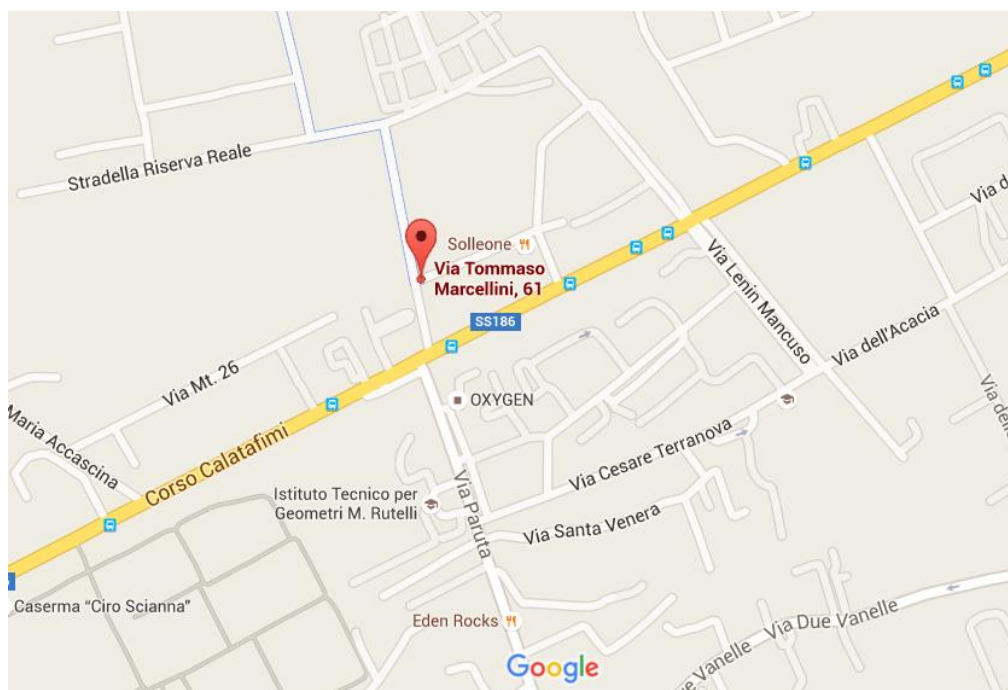 Stradella Riserva Reale
Solleone
Via Tommaso
Marcellini, 61
SS186
Via d
Via Lenin Mancuso
Via dell'Acacia
Via Mt. 26
OXYGEN
Maria Accascina
Corso Calatafimi
Via Cesare Terranova
Istituto Tecnico per
Geometri M. Rutelli
Via Paruta
Via Santa Venera
Caserma "Ciro Scianna"
Eden Rocks
Via Due Vanelle
Vanelle
Google